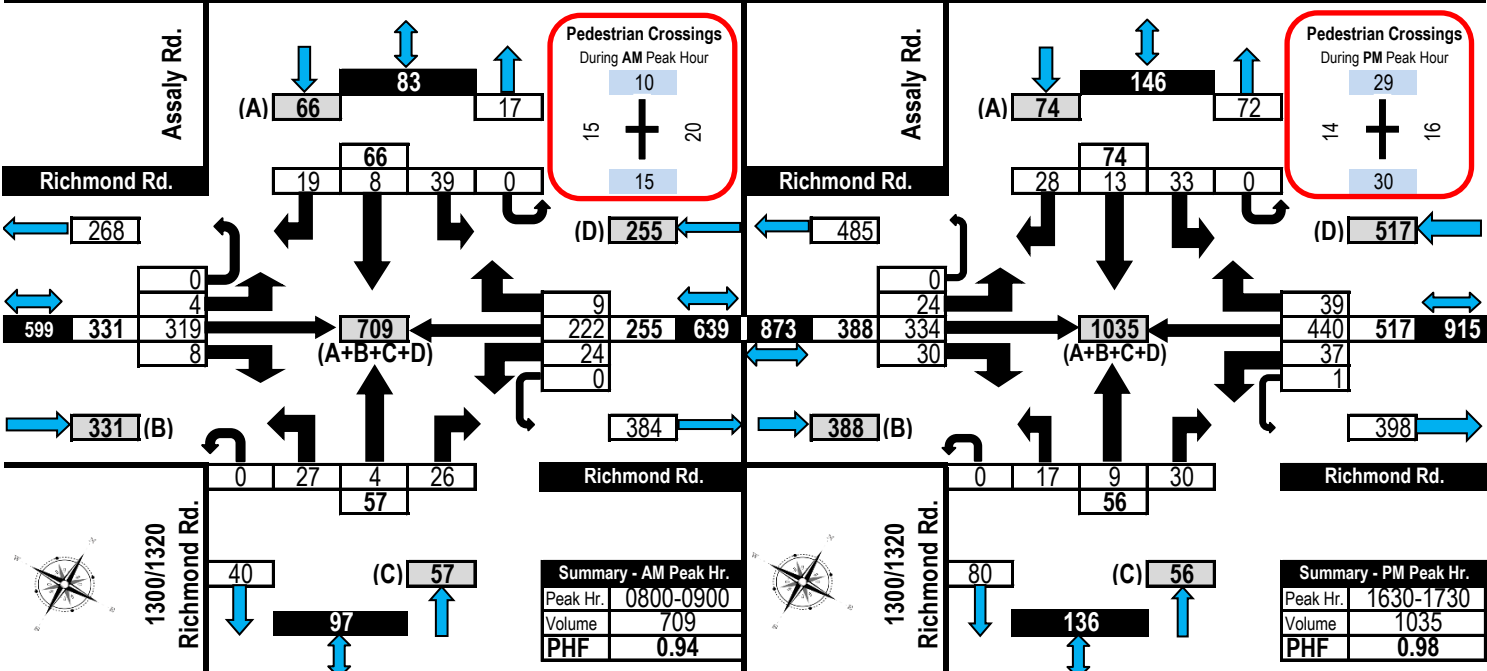 Assaly Rd.
Richmond Rd.
(A) 66
83
17
Pedestrian Crossings
During AM Peak Hour
10
15
20
15
66
19 8 39 0
268
(D) 255
0
4
599 331 319
8
709
(A+B+C+D)
9
222 255 639
24
0
331 (B)
384
0 27 4 26
57
Richmond Rd.
1300/1320
Richmond Rd.
40
(C) 57
97
Summary - AM Peak Hr.
Peak Hr. 0800-0900
Volume 709
PHF 0.94
Assaly Rd.
Richmond Rd.
(A) 74
146
72
Pedestrian Crossings
During PM Peak Hour
29
14
16
30
74
28 13 33 0
485
(D) 517
0
24
873 388 334
30
1035
(A+B+C+D)
39
440 517 915
37
1
388 (B)
398
0 17 9 30
56
Richmond Rd.
1300/1320
Richmond Rd.
80
(C) 56
136
Summary - PM Peak Hr.
Peak Hr. 1630-1730
Volume 1035
PHF 0.98